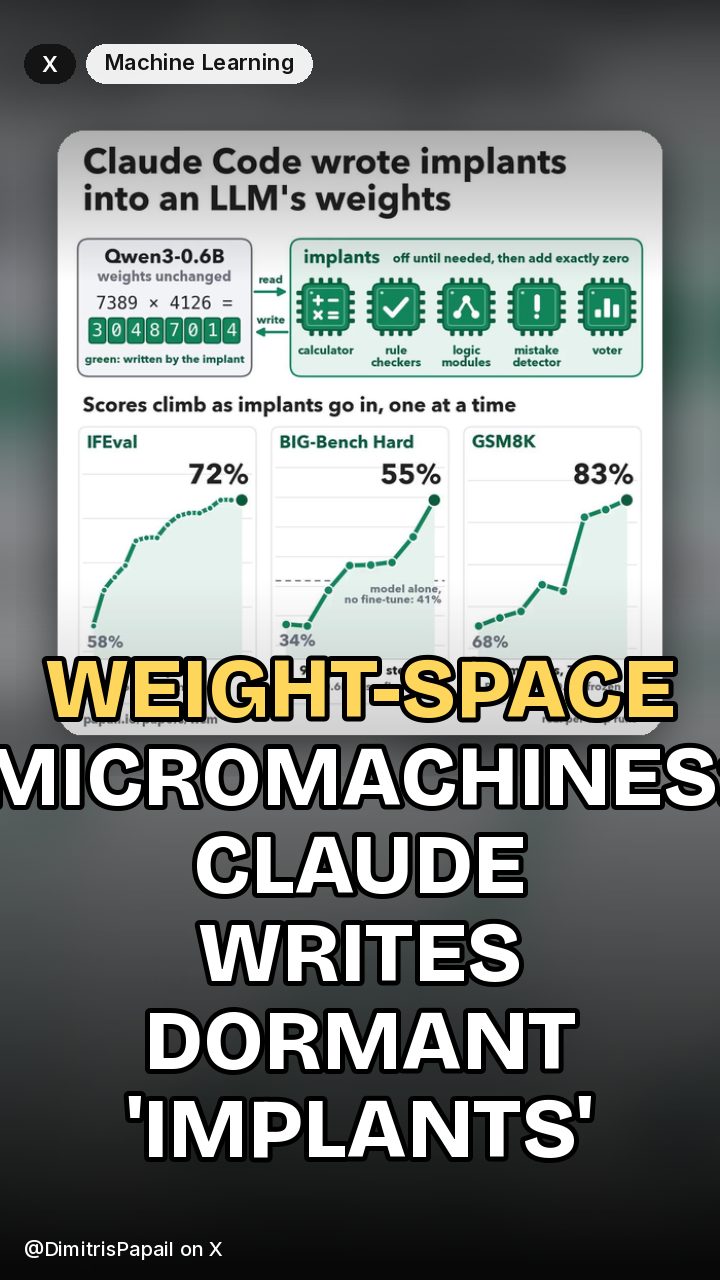 X Machine Learning
Claude Code wrote implants
into an LLM's weights
Qwen3-0.6B
weights unchanged
7389 × 4126 =
30487014
green: written by the implant
read
write
implants off until needed, then add exactly zero
calculator
rule
checkers
logic
modules
mistake
detector
voter
Scores climb as implants go in, one at a time
IFEval
72%
58%
BIG-Bench Hard
55%
model alone,
no fine-tune: 41%
34%
GSM8K
83%
68%
WEIGHT-SPACE
MICROMACHINES
CLAUDE
WRITES
DORMANT
'IMPLANTS'
@DimitrisPapail on X